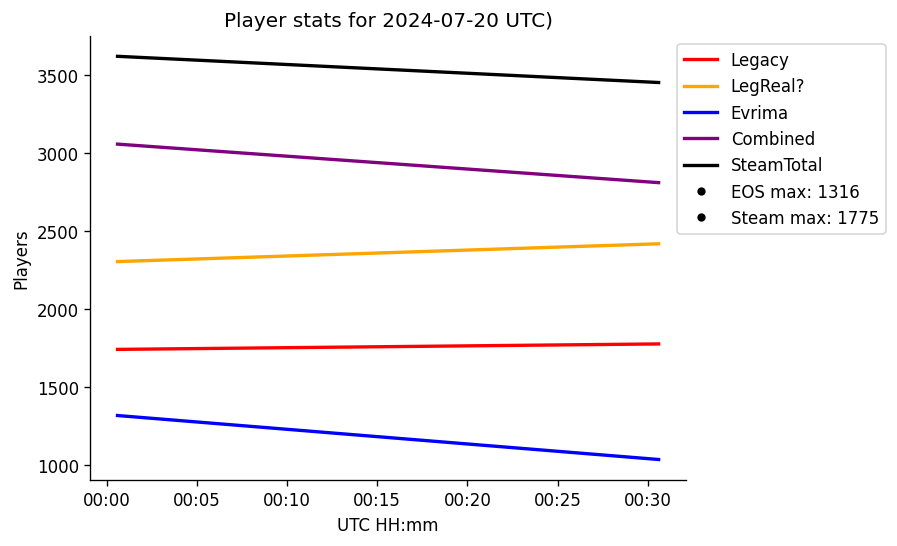 Player stats for 2024-07-20 UTC)
Legacy
LegReal?
Evrima
Combined
SteamTotal
EOS max: 1316
Steam max: 1775
Players
3500
3000
2500
2000
1500
1000
00:00 00:05 00:10 00:15 00:20 00:25 00:30
UTC HH:mm